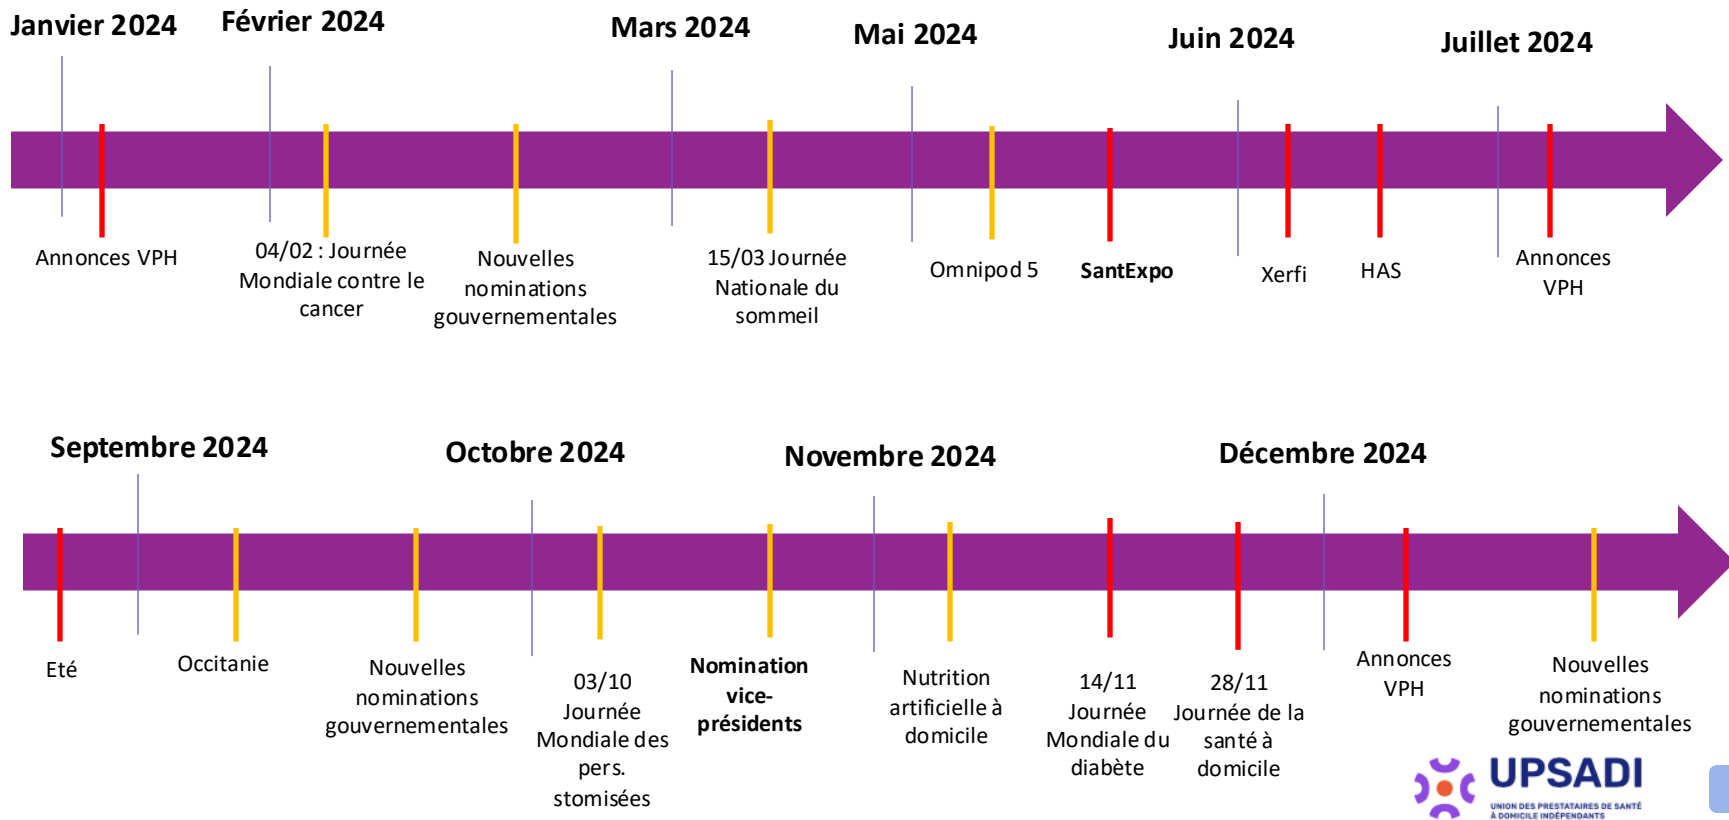 Janvier 2024
Février 2024
Mars 2024
Mai 2024
Juin 2024
Juillet 2024
Annonces VPH
04/02 : Journée
Mondiale contre le
cancer
Nouvelles
nominations
gouvernementales
15/03 Journée
Nationale du
sommeil
Omnipod 5
SantExpo
Xerfi
HAS
Annonces
VPH
Septembre 2024
Octobre 2024
Novembre 2024
Décembre 2024
Eté
Occitanie
Nouvelles
nominations
gouvernementales
03/10
Journée
Mondiale des
pers.
stomisées
Nomination
vice-
présidents
Nutrition
artificielle à
domicile
14/11
Journée
Mondiale du
diabète
28/11
Journée de la
santé à
domicile
Annonces
VPH
Nouvelles
nominations
gouvernementales
UPSADI
UNION DES PRESTATAIRES DE SANTÉ
À DOMICILE INDÉPENDANTS